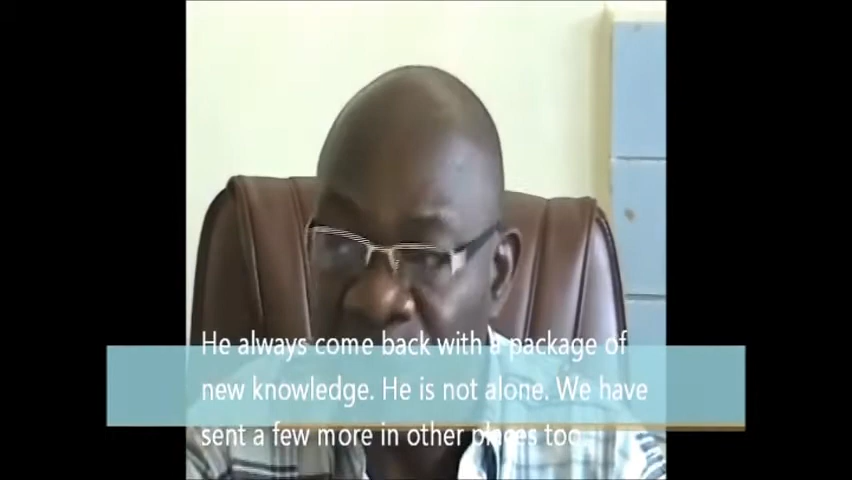 He always come back with a package of
new knowledge. He is not alone. We have
sent a few more in other places too